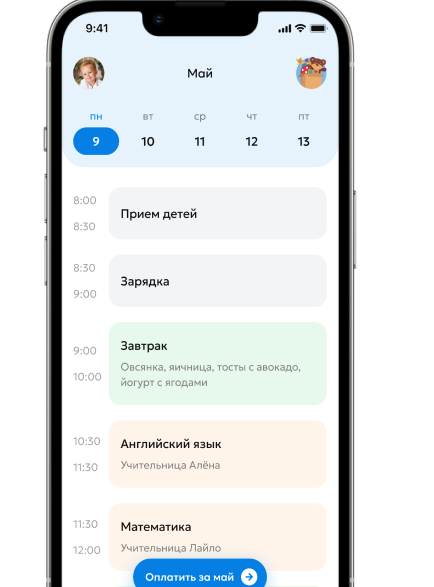 9:41
Май
пн вт ср чт пт
9 10 11 12 13
8:00
Прием детей
8:30
8:30
Зарядка
9:00
Завтрак
9:00
Овсянка, яичница, тосты с авокадо,
10:00
йогурт с ягодами
10:30
Английский язык
11:30
Учительница Алёна
11:30
Математика
12:00
Учительница Лайло
Оплатить за май